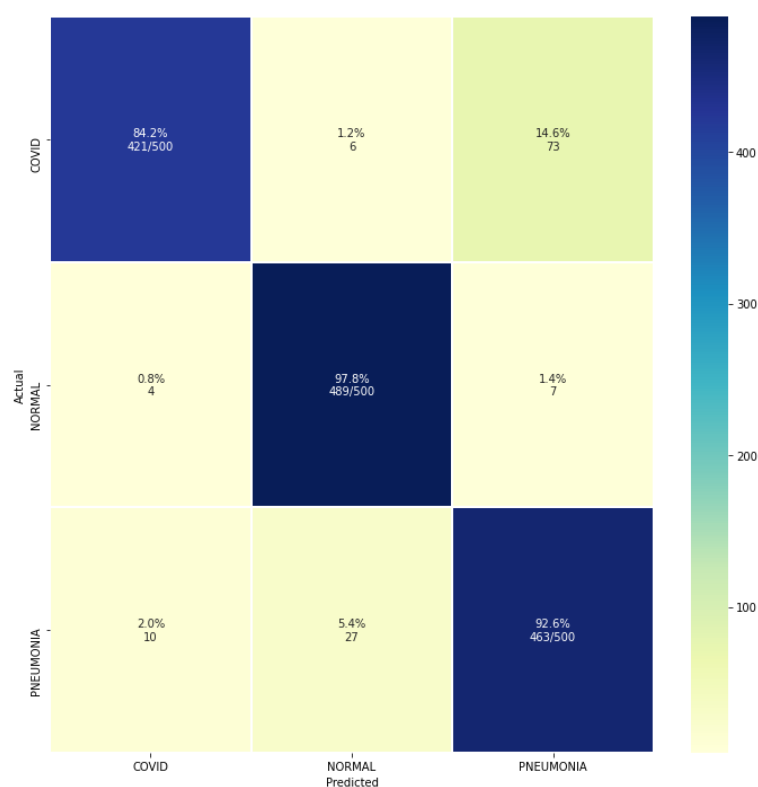 COVID
84.2%
421/500
1.2%
6
14.6%
73
400
300
Actual
NORMAL
0.8%
4
97.8%
489/500
1.4%
7
200
100
PNEUMONIA
2.0%
10
5.4%
27
92.6%
463/500
COVID
NORMAL
PNEUMONIA
Predicted